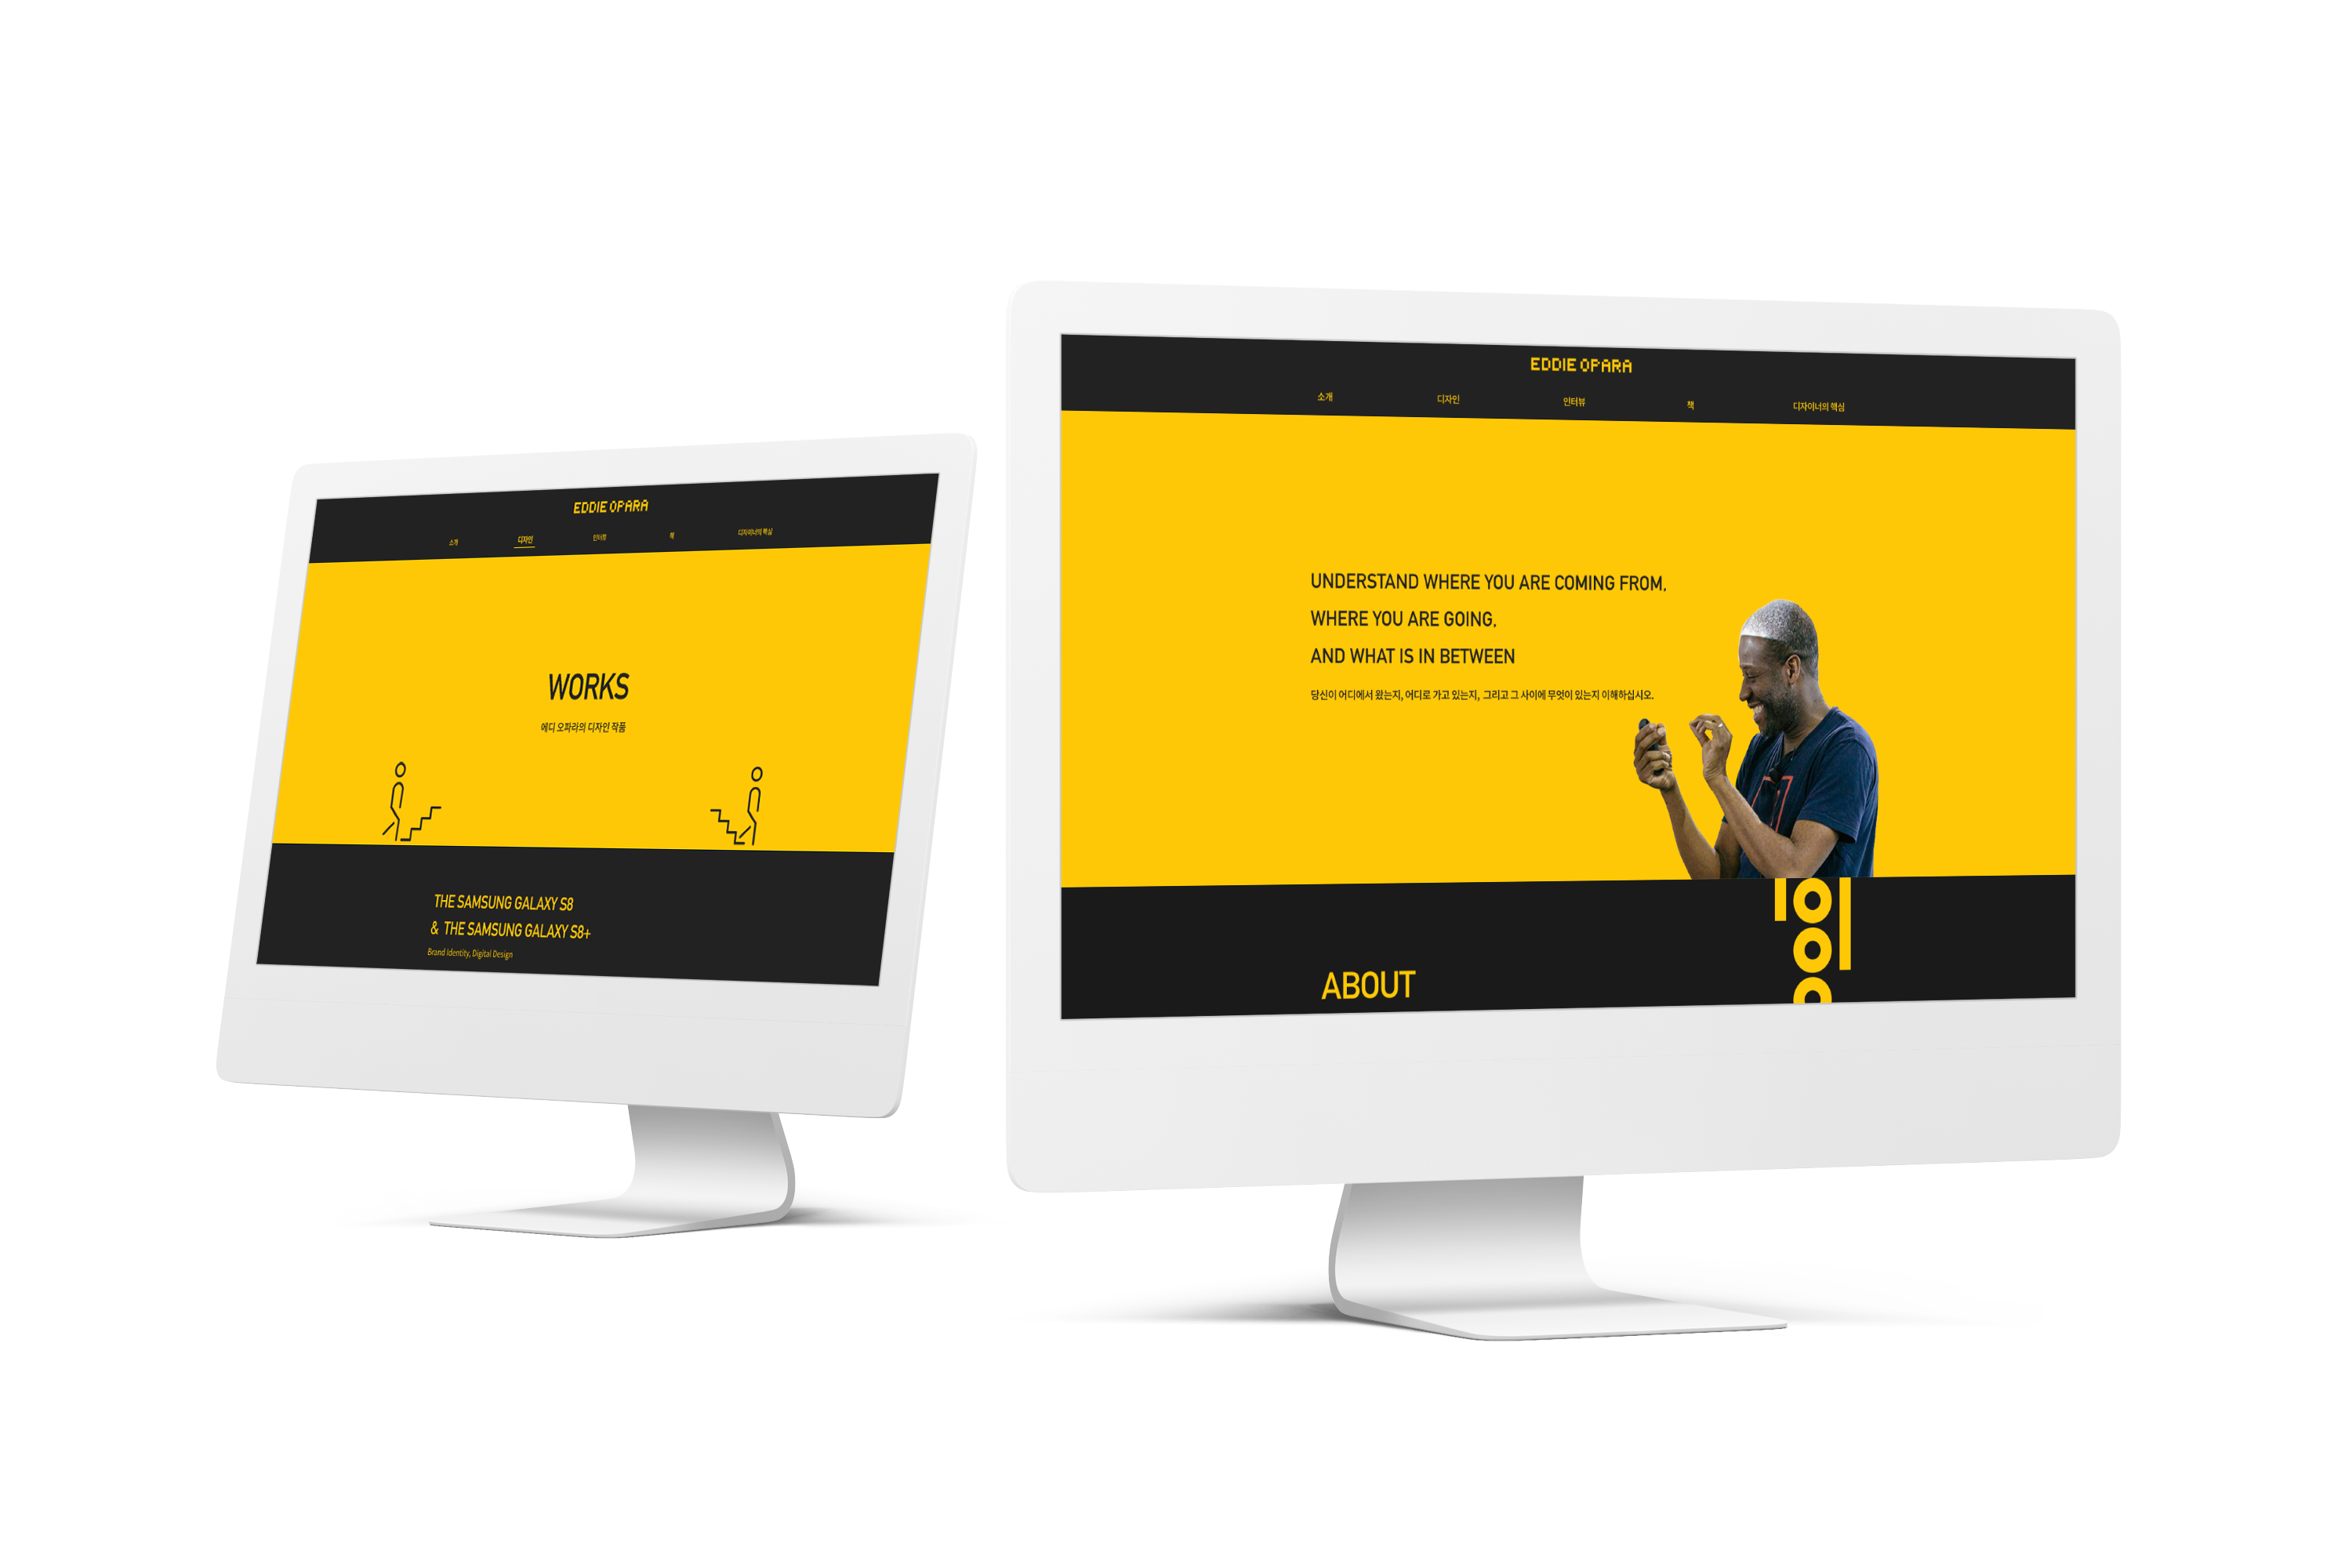 EDDIE OPARA
소개 디자인 인터뷰 책 디자이너의 핵심
WORKS
에디 오파라의 디자인 작품
THE SAMSUNG GALAXY S8
& THE SAMSUNG GALAXY S8+
Brand Identity, Digital Design
EDDIE OPARA
소개 디자인 인터뷰 책 디자이너의 핵심
UNDERSTAND WHERE YOU ARE COMING FROM,
WHERE YOU ARE GOING,
AND WHAT IS IN BETWEEN
당신이 어디에서 왔는지, 어디로 가고 있는지, 그리고 그 사이에 무엇이 있는지 이해하십시오.
ABOUT